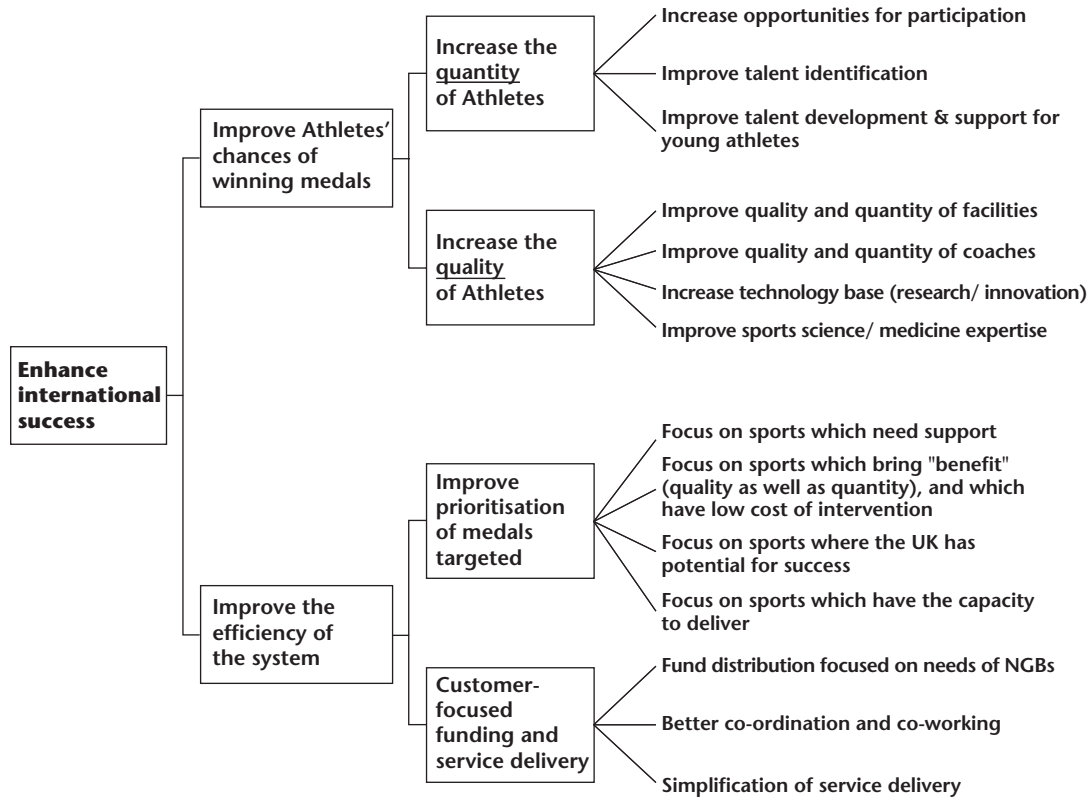 Enhance
international
success
Improve Athletes'
chances of
winning medals
Increase the
quantity
of Athletes
Increase opportunities for participation
Improve talent identification
Improve talent development & support for
young athletes
Increase the
quality
of Athletes
Improve quality and quantity of facilities
Improve quality and quantity of coaches
Increase technology base (research/ innovation)
Improve sports science/ medicine expertise
Improve the
efficiency of
the system
Improve
prioritisation
of medals
targeted
Focus on sports which need support
Focus on sports which bring "benefit"
(quality as well as quantity), and which
have low cost of intervention
Focus on sports where the UK has
potential for success
Focus on sports which have the capacity
to deliver
Customer-
focused
funding and
service delivery
Fund distribution focused on needs of NGBs
Better co-ordination and co-working
Simplification of service delivery